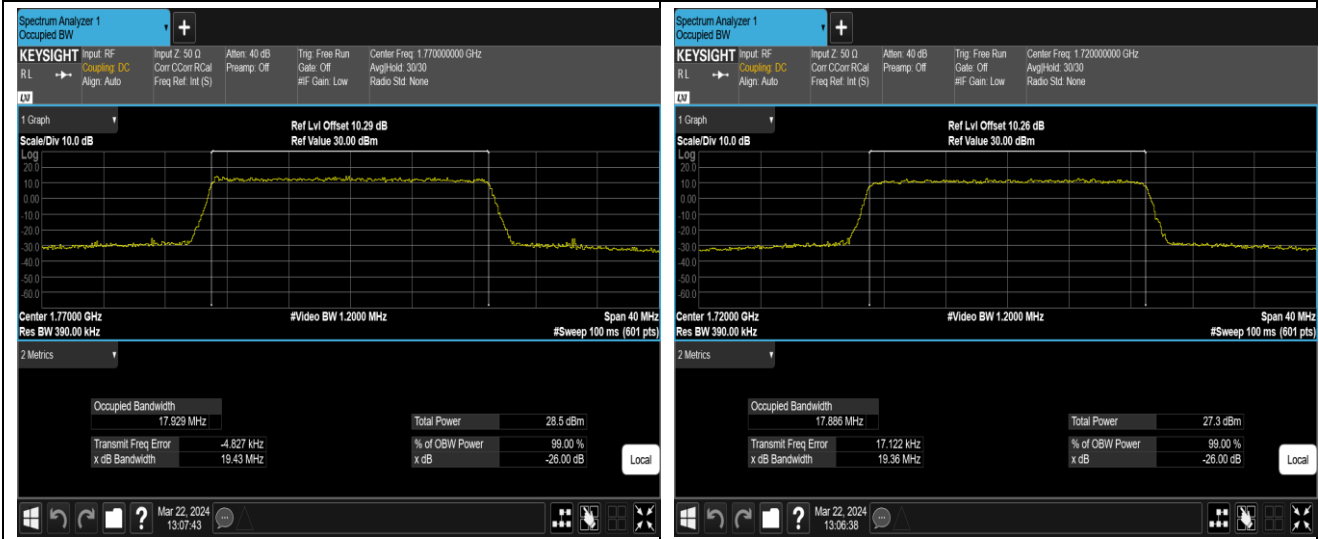 Spectrum Analyzer 1
Occupied BW
+
KEYSIGHT Input: RF Input Z: 50 Ω Atten: 40 dB Trig: Free Run Center Freq: 1.770000000 GHz
RL Coupling: DC Corr CCorr RCal Preamp: Off Gate: Off Avg|Hold: 30/30
Align: Auto Freq Ref: Int (S) #IF Gain: Low Radio Std: None
LXI
1 Graph
Ref Lvl Offset 10.29 dB
Scale/Div 10.0 dB Ref Value 30.00 dBm
Log
20.0
10.0
0.00
-10.0
-20.0
-30.0
-40.0
-50.0
-60.0
Center 1.77000 GHz #Video BW 1.2000 MHz Span 40 MHz
Res BW 390.00 kHz #Sweep 100 ms (601 pts)
2 Metrics
Occupied Bandwidth
17.929 MHz Total Power 28.5 dBm
Transmit Freq Error -4.827 kHz % of OBW Power 99.00 %
x dB Bandwidth 19.43 MHz x dB -26.00 dB
Local
? Mar 22, 2024
13:07:43
Spectrum Analyzer 1
Occupied BW
+
KEYSIGHT Input: RF Input Z: 50 Ω Atten: 40 dB Trig: Free Run Center Freq: 1.720000000 GHz
RL Coupling: DC Corr CCorr RCal Preamp: Off Gate: Off Avg|Hold: 30/30
Align: Auto Freq Ref: Int (S) #IF Gain: Low Radio Std: None
LXI
1 Graph
Ref Lvl Offset 10.26 dB
Scale/Div 10.0 dB Ref Value 30.00 dBm
Log
20.0
10.0
0.00
-10.0
-20.0
-30.0
-40.0
-50.0
-60.0
Center 1.72000 GHz #Video BW 1.2000 MHz Span 40 MHz
Res BW 390.00 kHz #Sweep 100 ms (601 pts)
2 Metrics
Occupied Bandwidth
17.886 MHz Total Power 27.3 dBm
Transmit Freq Error 17.122 kHz % of OBW Power 99.00 %
x dB Bandwidth 19.36 MHz x dB -26.00 dB
Local
? Mar 22, 2024
13:06:38